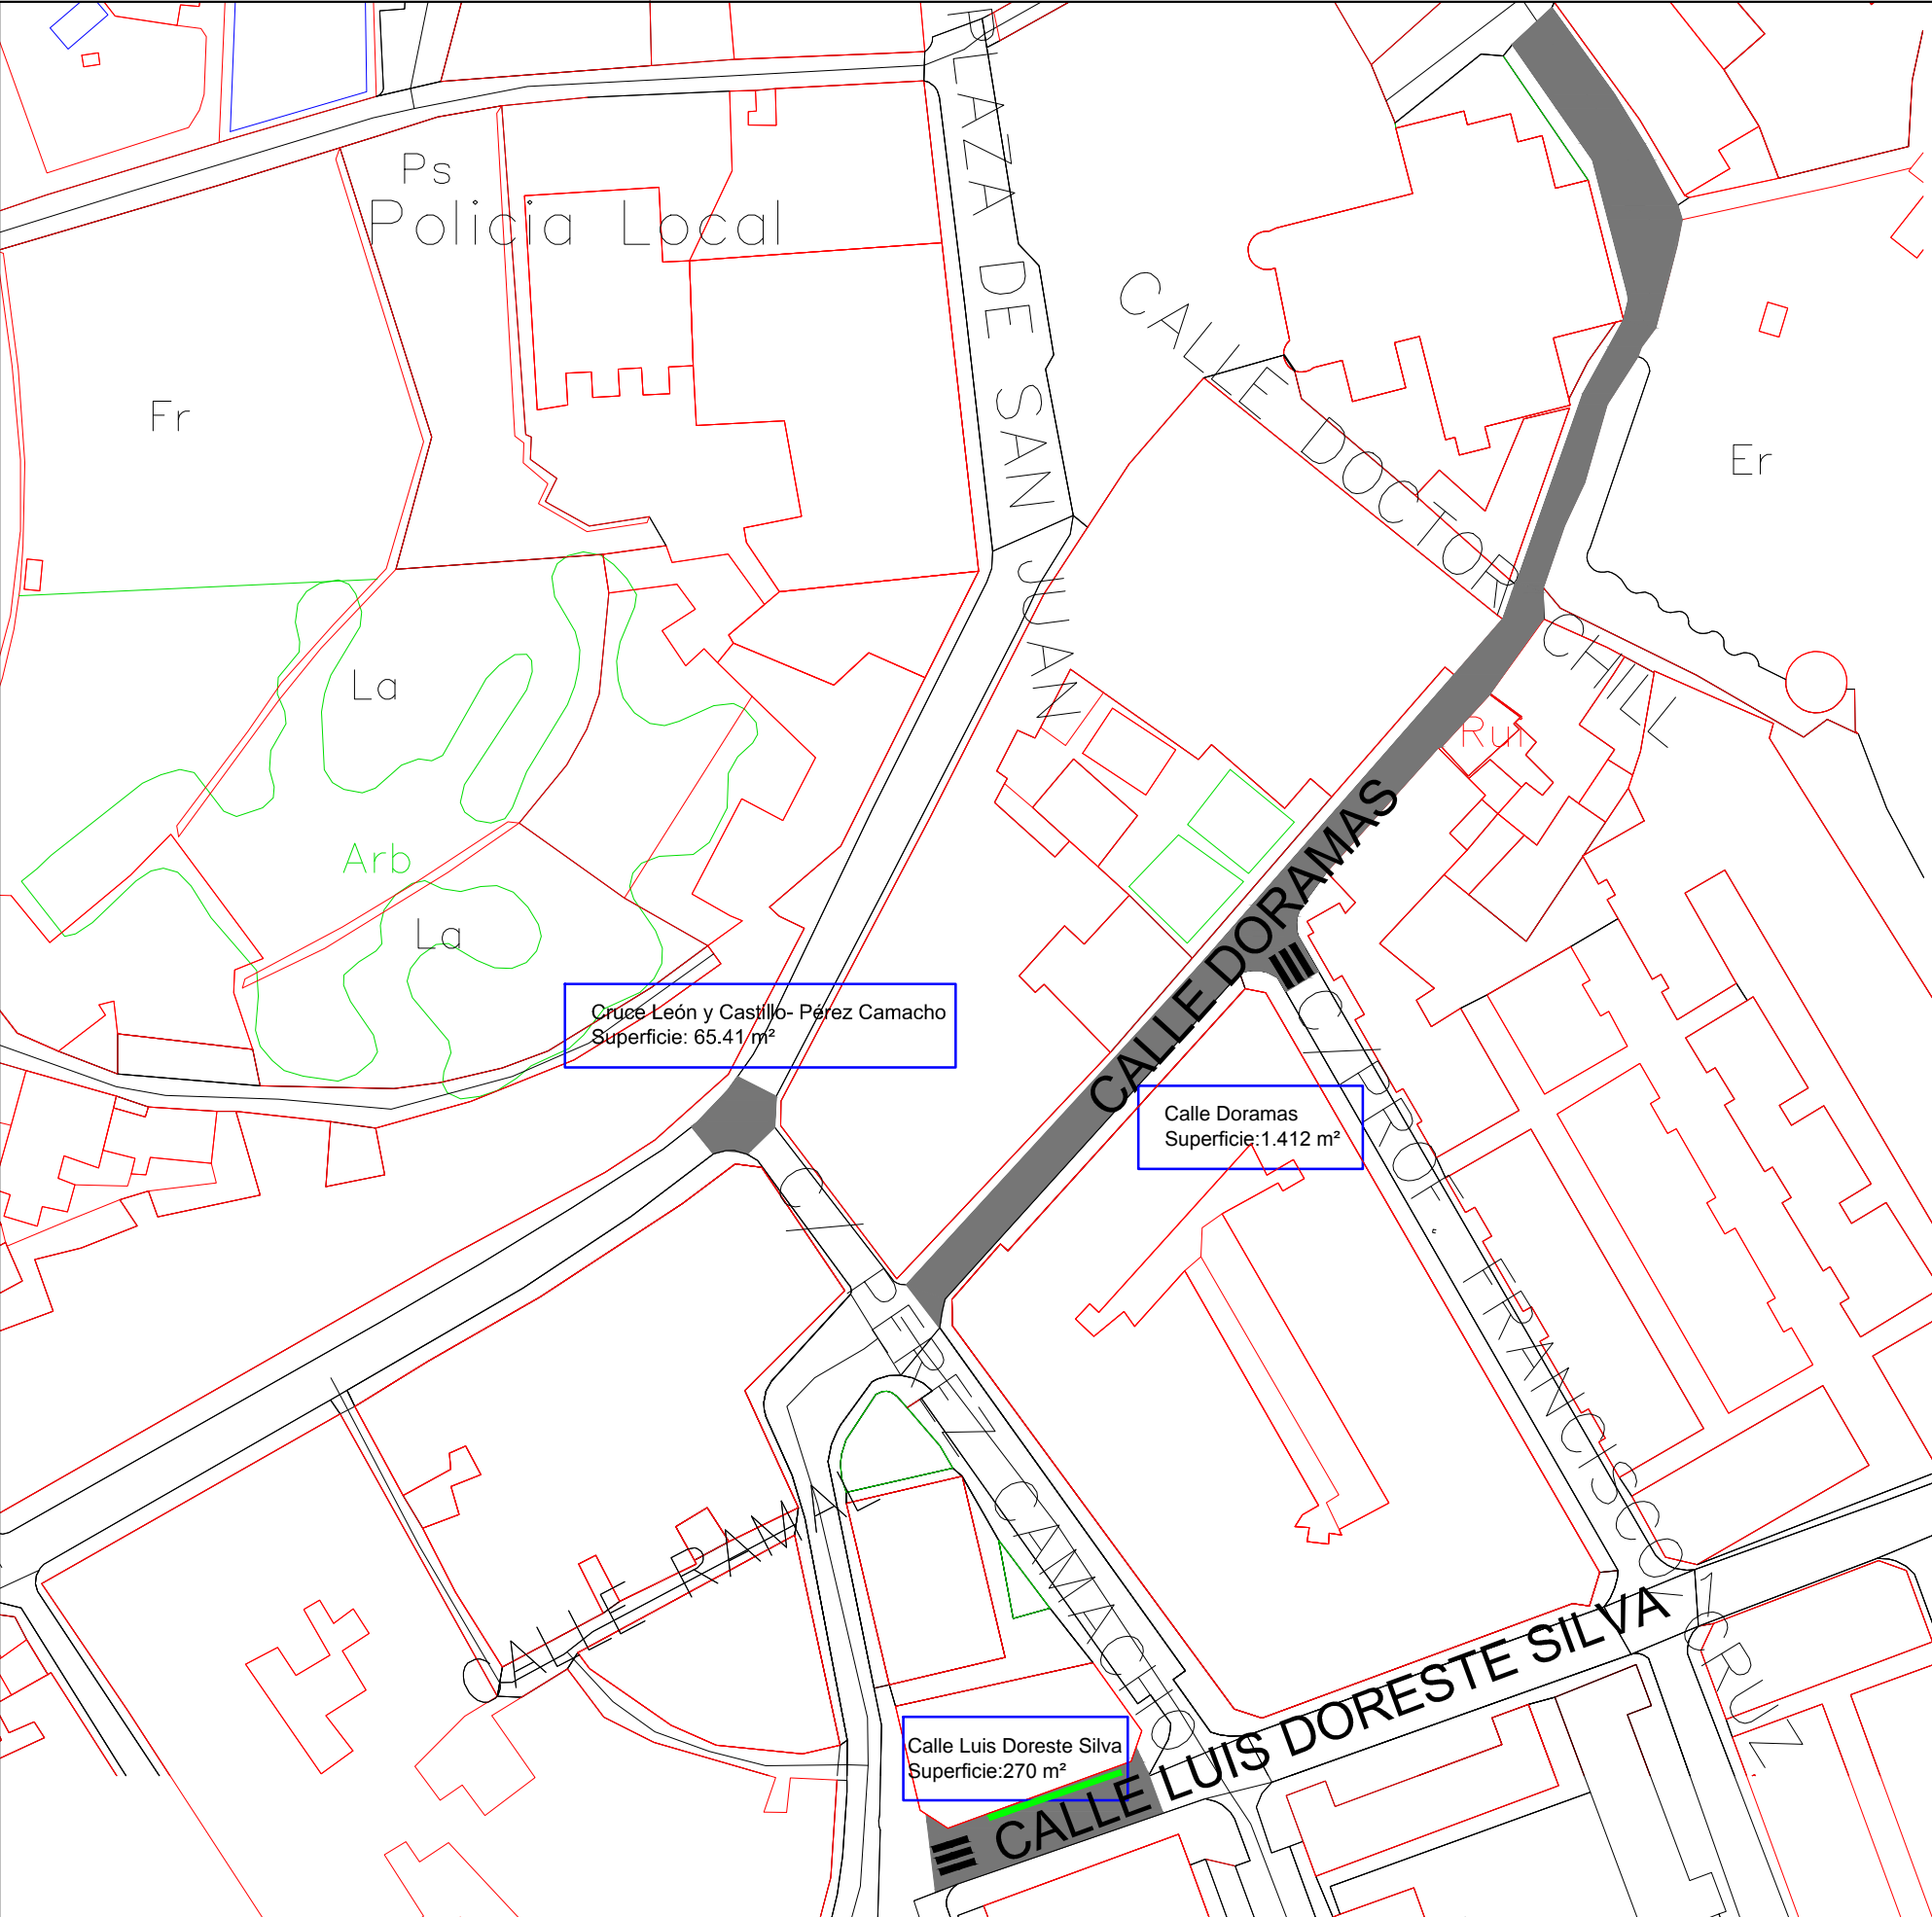 PLAZA DE SAN JUAN
Ps
Policia Local
CALLE DOCTOR CHILL
Fr
Er
La
Rui
CALLE DORAMAS
Arb
La
Cruce León y Castillo- Pérez Camacho
Superficie: 65.41 m²
Calle Doramas
Superficie:1.412 m²
C/PROF. FRANCISCO
C/PEREZ CAMACHO
CALLE
CALLE LUIS DORESTE SILVA
Calle Luis Doreste Silva
Superficie:270 m²